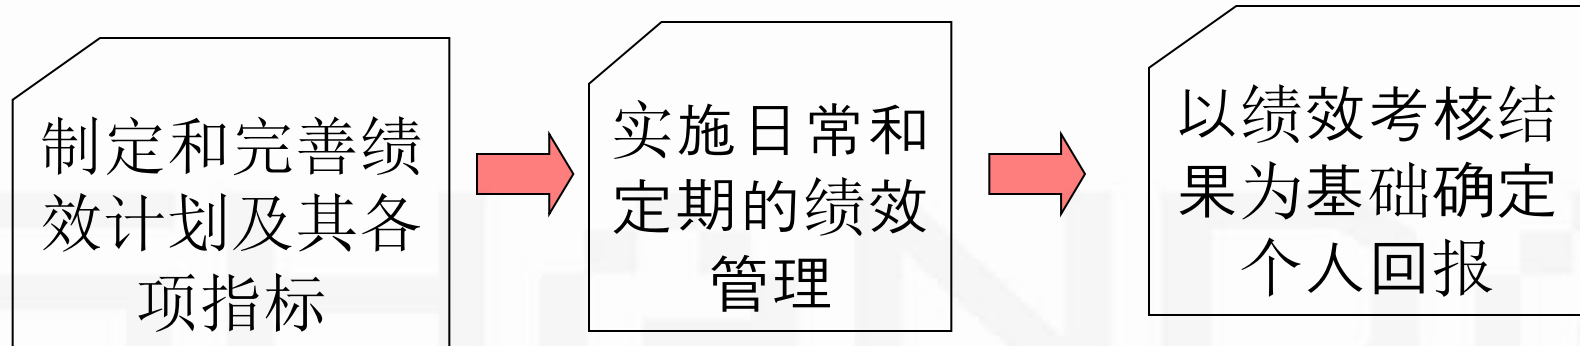 制定和完善绩
效计划及其各
项指标
实施日常和
定期的绩效
管理
以绩效考核结
果为基础确定
个人回报